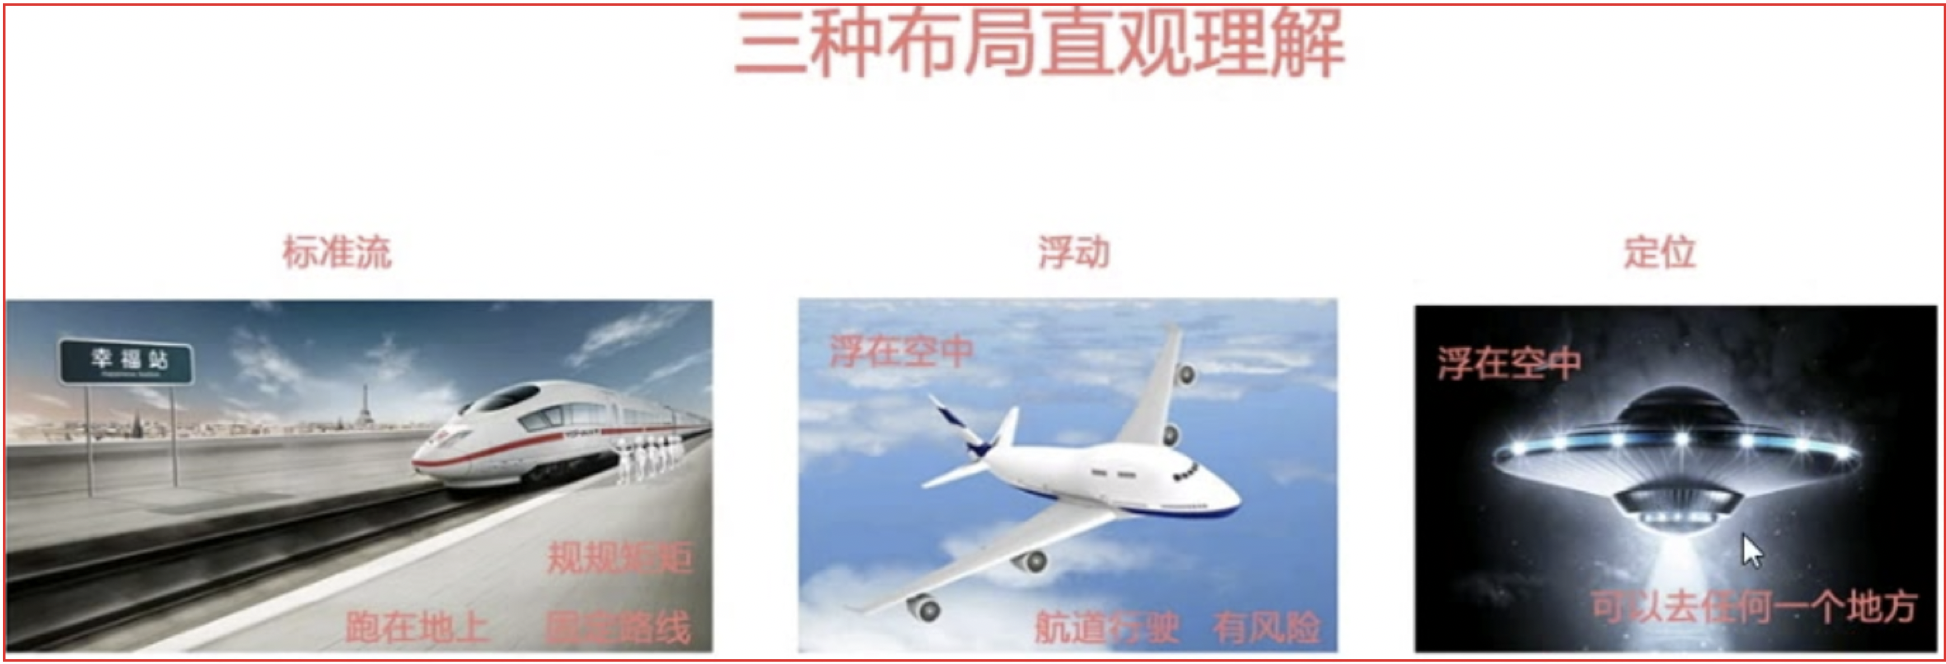 三种布局直观理解
标准流
浮动
定位
幸福站
规规矩矩
跑在地上 固定路线
浮在空中
航道行驶 有风险
浮在空中
可以去任何一个地方